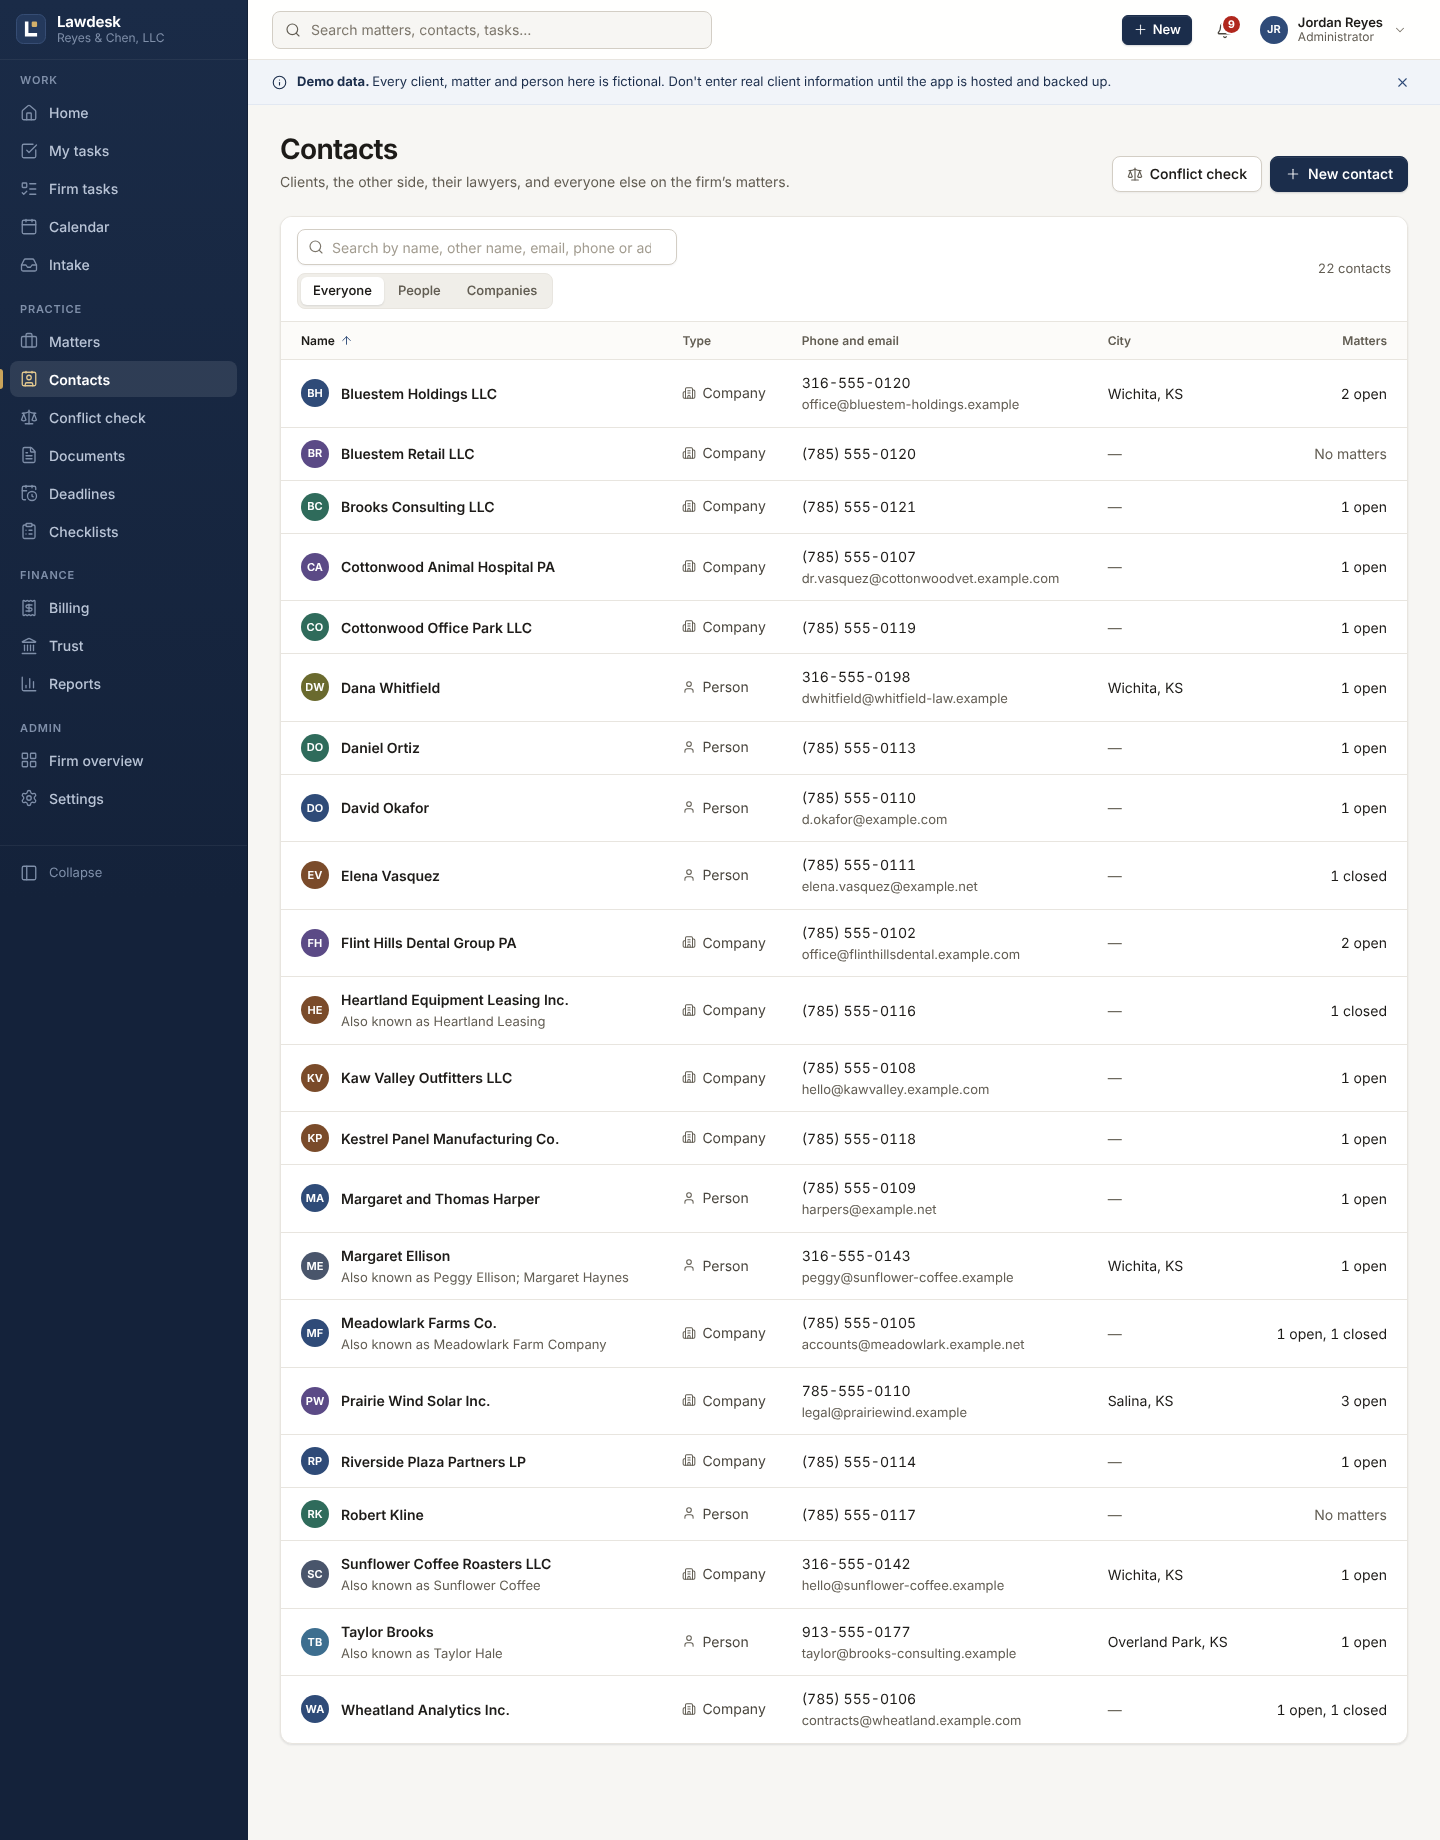 Lawdesk
Reyes & Chen, LLC
WORK
Home
My tasks
Firm tasks
Calendar
Intake
PRACTICE
Matters
Contacts
Conflict check
Documents
Deadlines
Checklists
FINANCE
Billing
Trust
Reports
ADMIN
Firm overview
Settings
Collapse
Search matters, contacts, tasks...
New
9
JR
Jordan Reyes
Administrator
Demo data. Every client, matter and person here is fictional. Don't enter real client information until the app is hosted and backed up.
Contacts
Clients, the other side, their lawyers, and everyone else on the firm's matters.
Conflict check
New contact
Search by name, other name, email, phone or ad
Everyone People Companies
22 contacts
Name Type Phone and email City Matters
BH Bluestem Holdings LLC Company 316-555-0120 Wichita, KS 2 open
office@bluestem-holdings.example
BR Bluestem Retail LLC Company (785) 555-0120 — No matters
BC Brooks Consulting LLC Company (785) 555-0121 — 1 open
CA Cottonwood Animal Hospital PA Company (785) 555-0107 — 1 open
dr.vasquez@cottonwoodvet.example.com
CO Cottonwood Office Park LLC Company (785) 555-0119 — 1 open
DW Dana Whitfield Person 316-555-0198 Wichita, KS 1 open
dwhitfield@whitfield-law.example
DO Daniel Ortiz Person (785) 555-0113 — 1 open
DO David Okafor Person (785) 555-0110 — 1 open
d.okafor@example.com
EV Elena Vasquez Person (785) 555-0111 — 1 closed
elena.vasquez@example.net
FH Flint Hills Dental Group PA Company (785) 555-0102 — 2 open
office@flinthillsdental.example.com
HE Heartland Equipment Leasing Inc. Company (785) 555-0116 — 1 closed
Also known as Heartland Leasing
KV Kaw Valley Outfitters LLC Company (785) 555-0108 — 1 open
hello@kawvalley.example.com
KP Kestrel Panel Manufacturing Co. Company (785) 555-0118 — 1 open
MA Margaret and Thomas Harper Person (785) 555-0109 — 1 open
harpers@example.net
ME Margaret Ellison Person 316-555-0143 Wichita, KS 1 open
Also known as Peggy Ellison; Margaret Haynes peggy@sunflower-coffee.example
MF Meadowlark Farms Co. Company (785) 555-0105 — 1 open, 1 closed
Also known as Meadowlark Farm Company accounts@meadowlark.example.net
PW Prairie Wind Solar Inc. Company 785-555-0110 Salina, KS 3 open
legal@prairiewind.example
RP Riverside Plaza Partners LP Company (785) 555-0114 — 1 open
RK Robert Kline Person (785) 555-0117 — No matters
SC Sunflower Coffee Roasters LLC Company 316-555-0142 Wichita, KS 1 open
Also known as Sunflower Coffee hello@sunflower-coffee.example
TB Taylor Brooks Person 913-555-0177 Overland Park, KS 1 open
Also known as Taylor Hale taylor@brooks-consulting.example
WA Wheatland Analytics Inc. Company (785) 555-0106 — 1 open, 1 closed
contracts@wheatland.example.com